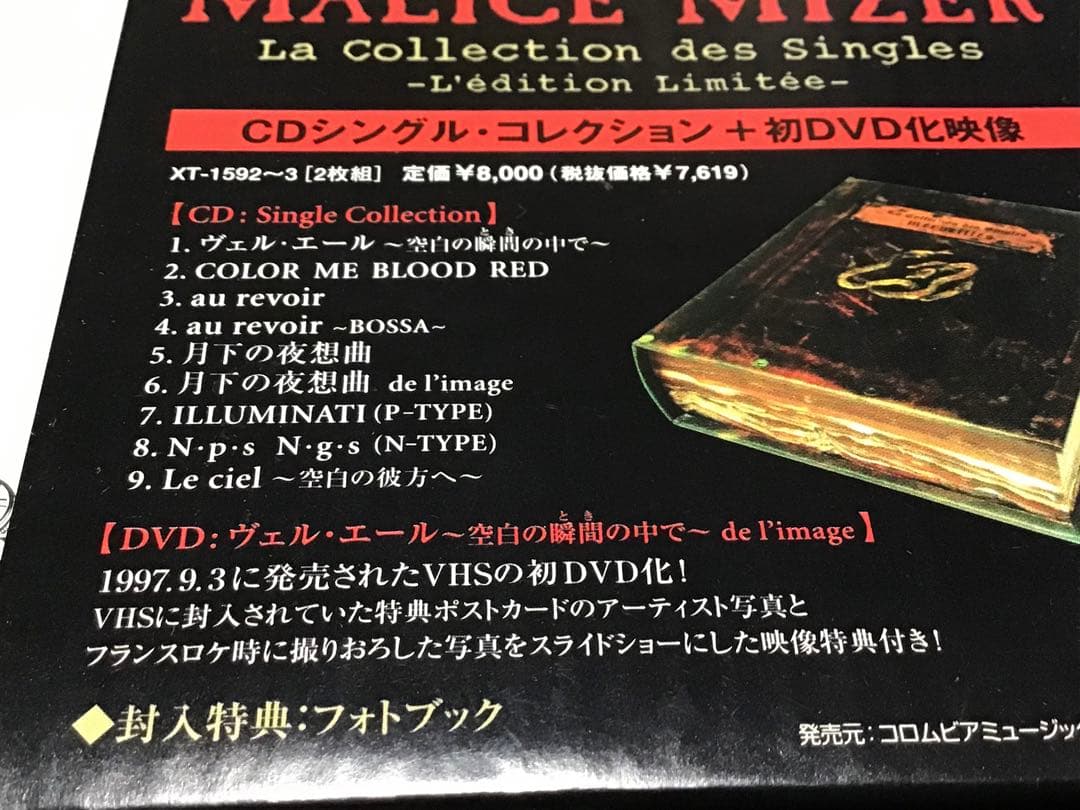 MALICE MIZER
La Collection des Singles
-L'édition Limitée-
CDシングル・コレクション＋初DVD化映像
XT-1592〜3［2枚組］ 定価￥8,000（税抜価格￥7,619）
【CD: Single Collection】
1. ヴェル・エール 〜空白の瞬間の中で〜
とき
2. COLOR ME BLOOD RED
3. au revoir
4. au revoir ~BOSSA~
5. 月下の夜想曲
6. 月下の夜想曲 de l'image
7. ILLUMINATI (P-TYPE)
8. N・p・s N・g・s (N-TYPE)
9. Le ciel 〜空白の彼方へ〜
【DVD: ヴェル・エール〜空白の瞬間の中で〜 de l'image】
とき
1997.9.3に発売されたVHSの初DVD化！
VHSに封入されていた特典ポストカードのアーティスト写真と
フランスロケ時に撮りおろした写真をスライドショーにした映像特典付き！
◆封入特典：フォトブック
発売元：コロムビアミュージック